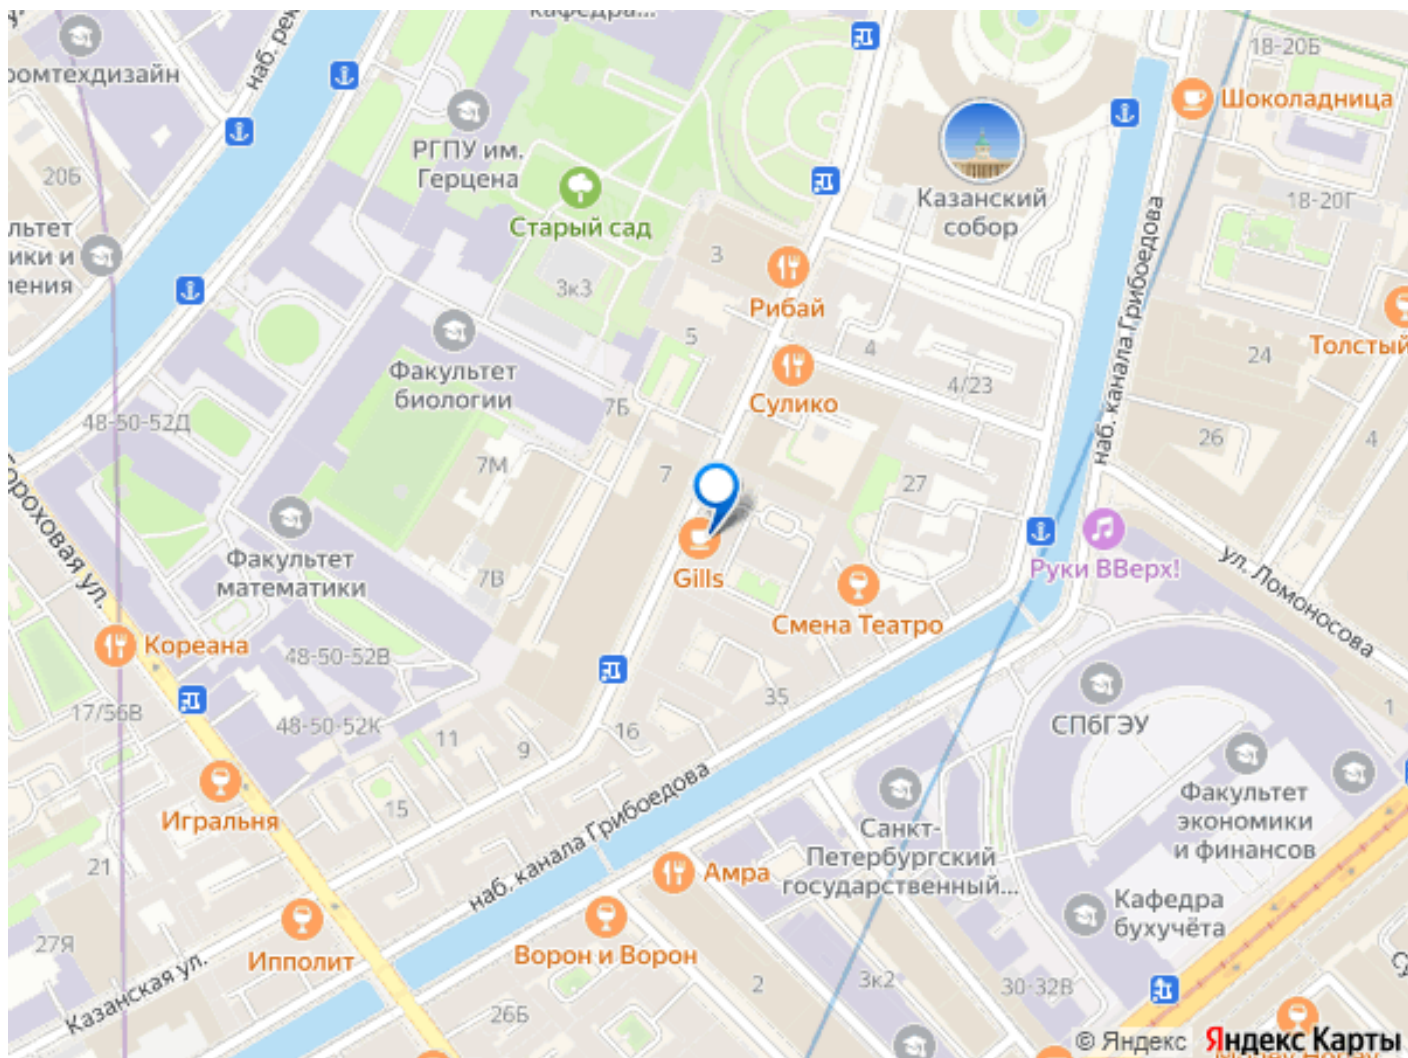 кафедра...
18-20Б
ромтехдизайн
наб. рек
Шоколадница
РГПУ им.
Герцена
20Б
Казанский
собор
18-20Г
Старый сад
льтет
ики и
ления
3
3к3
Рибай
наб. канала Грибоедова
5
4
24
Толстый
Факультет
биологии
4/23
Сулико
7Б
48-50-52Д
26
4
7М
7
27
Гороховая ул.
Факультет
математики
7В
Gills
Руки ВВерх!
ул. Ломоносова
Смена Театро
Кореана
48-50-52В
35
17/56В
48-50-52К
11
9
16
СПбГЭУ
1
Игральня
15
наб. канала Грибоедова
Факультет
экономики
и финансов
Санкт-
Петербургский
государственный...
21
Амра
Кафедра
бухучёта
27Я
Ипполит
Ворон и Ворон
Казанская ул.
2
3к2
30-32В
26Б
© Яндекс Яндекс Карты